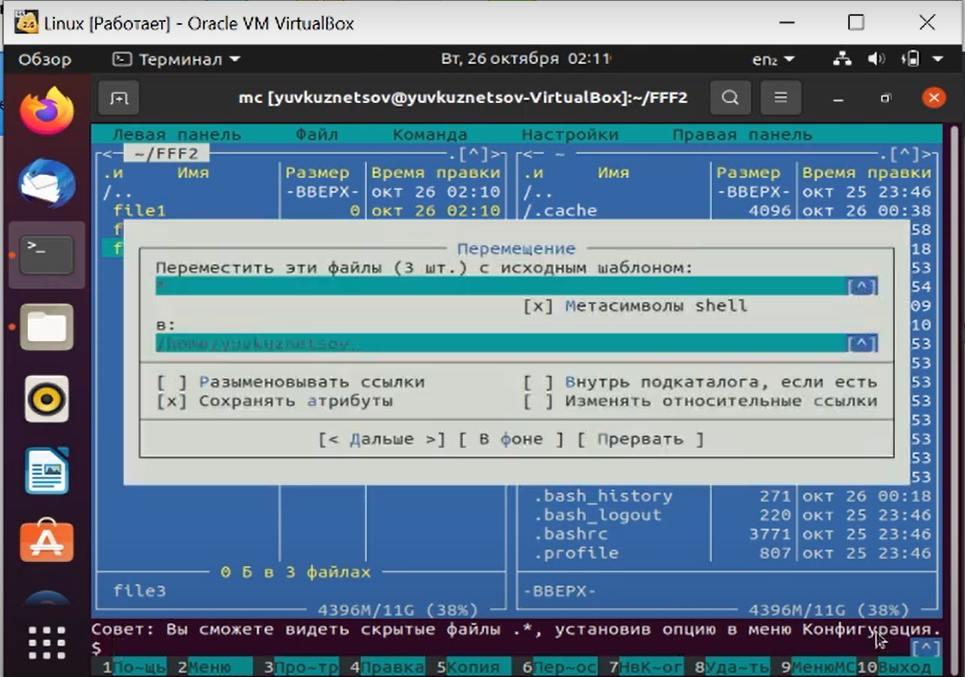 Linux [Работает] - Oracle VM VirtualBox
Обзор Терминал Вт, 26 октября 02:11 en₂
mc [yuvkuznetsov@yuvkuznetsov-VirtualBox]:~/FFF2
Левая панель Файл Команда Настройки Правая панель
<- ~/FFF2 .[^]> <- ~ .[^]>
.и Имя Размер Время правки .и Имя Размер Время правки
/.. -ВВЕРХ- окт 26 02:10 /.. -ВВЕРХ- окт 25 23:46
file1 0 окт 26 02:10 /.cache 4096 окт 26 00:38
f 58
f Перемещение 18
Переместить эти файлы (3 шт.) с исходным шаблоном: 53
* [^] 54
[x] Метасимволы shell 09
в: 10
/home/yuvkuznetsov [^] 53
53
[ ] Разыменовывать ссылки [ ] Внутрь подкаталога, если есть 53
[x] Сохранять атрибуты [ ] Изменять относительные ссылки 53
53
[< Дальше >] [ В фоне ] [ Прервать ] 53
53
53
.bash_history 271 окт 26 00:18
.bash_logout 220 окт 25 23:46
.bashrc 3771 окт 25 23:46
.profile 807 окт 25 23:46
0 Б в 3 файлах
file3 -ВВЕРХ-
4396M/11G (38%) 4396M/11G (38%)
Совет: Вы сможете видеть скрытые файлы .*, установив опцию в меню Конфигурация.
$ [^]
1По~щь 2Меню 3Про~тр 4Правка 5Копия 6Пер~ос 7НвК~ог 8Уда~ть 9МенюМС 10Выход